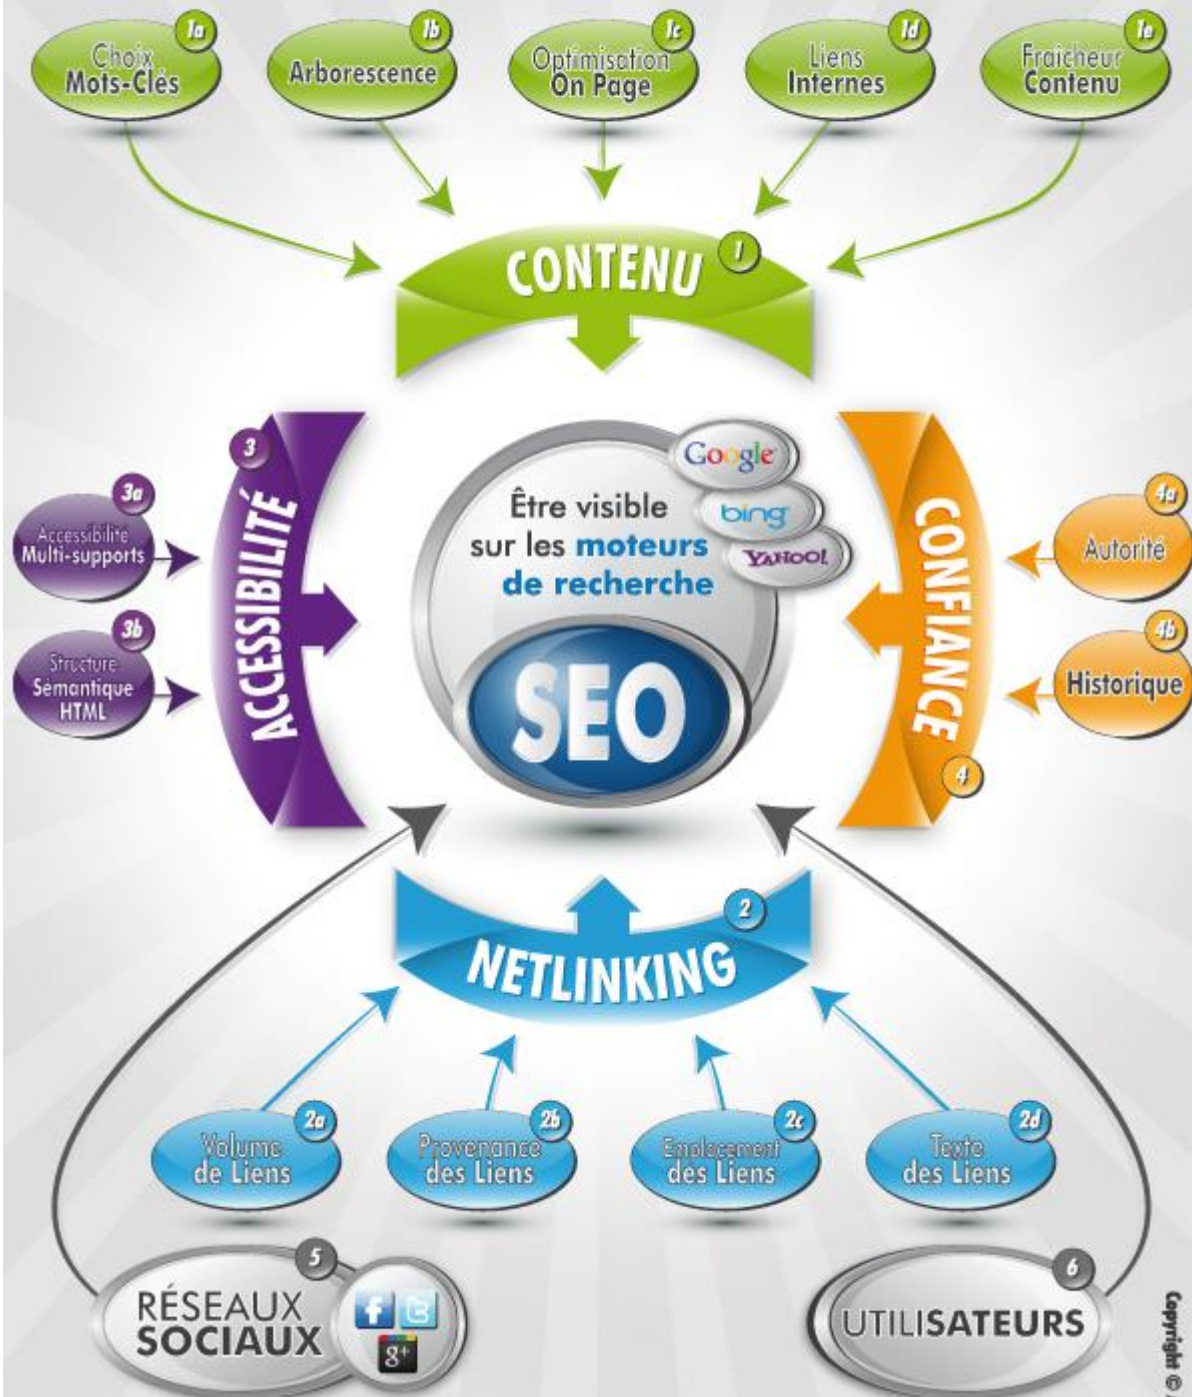 1a
Choix
Mots-Clés
1b
Arborescence
1c
Optimisation
On Page
1d
Liens
Internes
1e
Fraîcheur
Contenu
CONTENU
1
3
ACCESSIBILITÉ
3a
Accessibilité
Multi-supports
3b
Structure
Sémantique
HTML
Être visible
sur les moteurs
de recherche
Google
bing
YAHOO!
SEO
CONFIANCE
4
4a
Autorité
4b
Historique
2
NETLINKING
2a
Volume
de Liens
2b
Provenance
des Liens
2c
Emplacement
des Liens
2d
Texte
des Liens
5
RÉSEAUX
SOCIAUX
f
t
g+
6
UTILISATEURS
Copyright ©